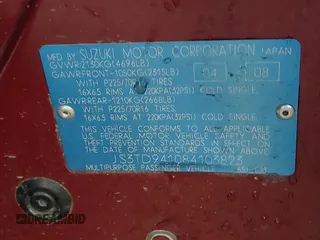 MFD BY SUZUKI MOTOR CORPORATION JAPAN
GVWR:2130KG(4696LB)
GAWRFRONT-1050KG(2315LB) 04 08
WITH P225/70R16 TIRES,
16X6.5 RIMS AT 220KPA(32PSI) COLD SINGLE.
GAWRREAR-1210KG(2668LB)
WITH P225/70R16 TIRES,
16X6.5 RIMS AT 220KPA(32PSI) COLD SINGLE.
THIS VEHICLE CONFORMS TO ALL APPLICABLE U.S.
FEDERAL MOTOR VEHICLE SAFETY AND THEFT
PREVENTION STANDARDS IN EFFECT ON
THE DATE OF MANUFACTURE SHOWN ABOVE.
JS3TD941084103823
MULTIPURPOSE PASSENGER VEHICLE
DREAMBID